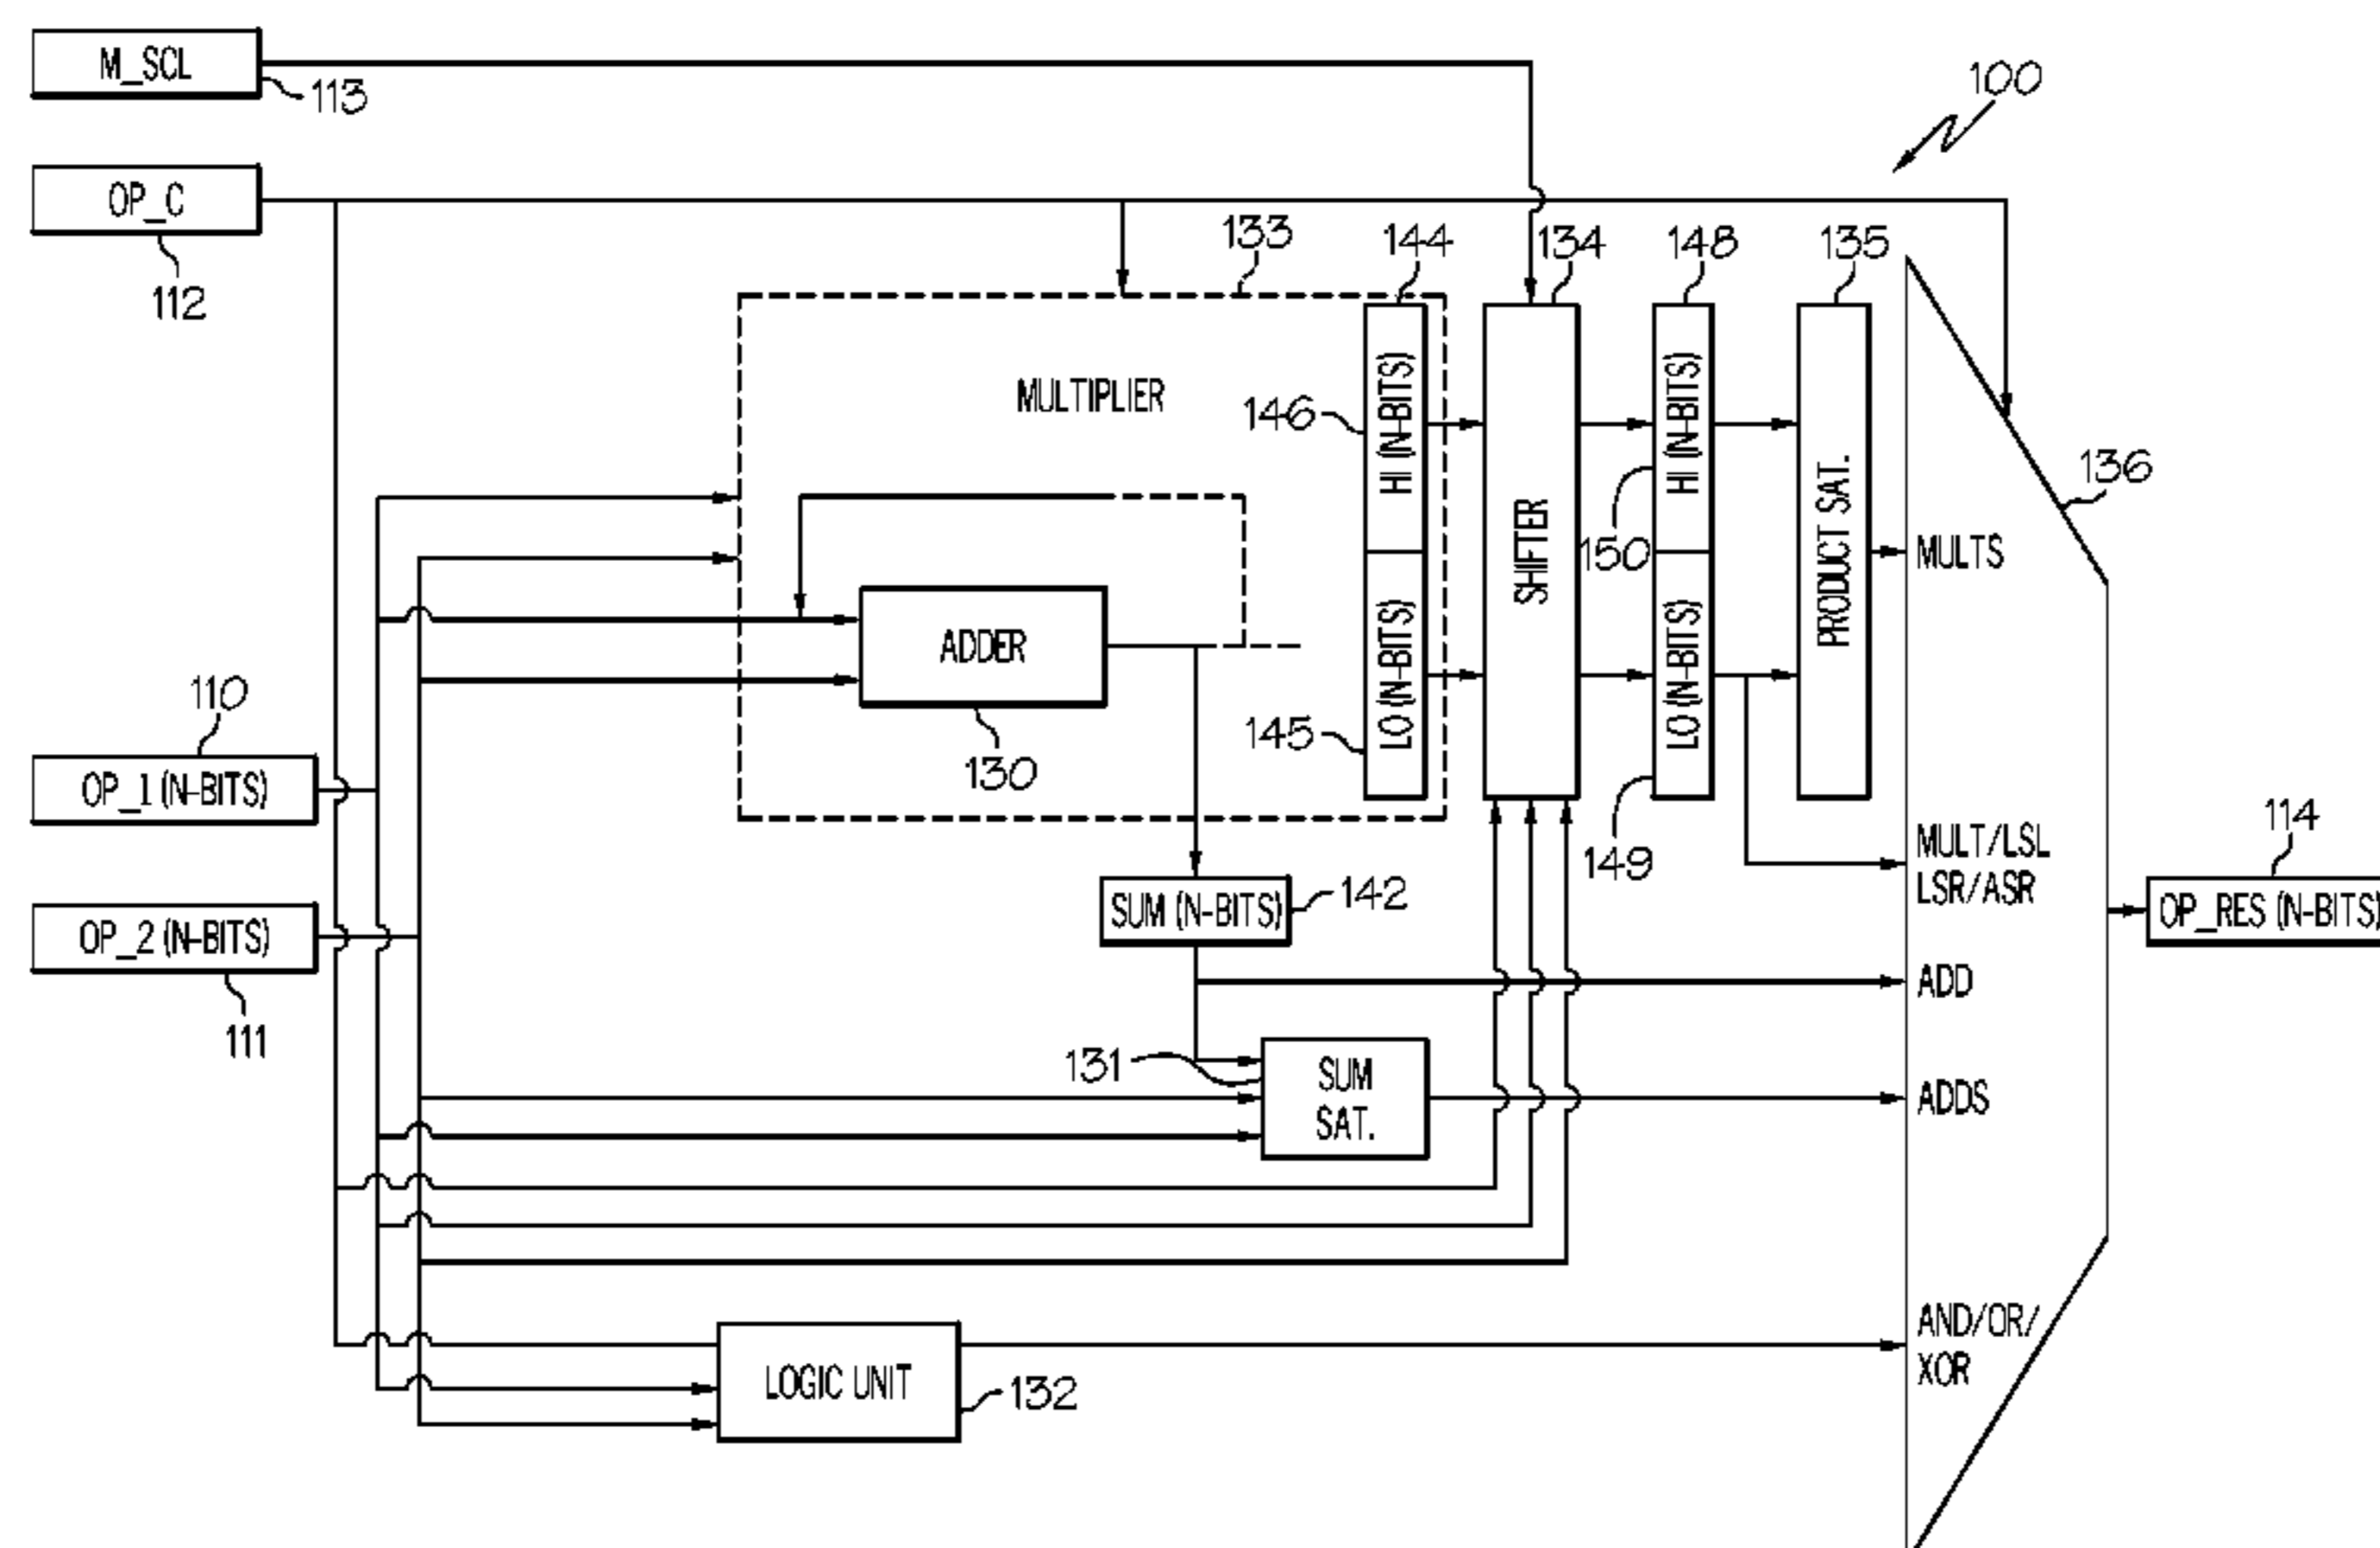 M_SCL
113
100
OP_C
112
133
144
134
148
135
MULTIPLIER
146
HI (N-BITS)
LO (N-BITS)
145
SHIFTER
150
HI (N-BITS)
LO (N-BITS)
149
PRODUCT SAT.
136
MULTS
ADDER
130
110
OP_1 (N-BITS)
OP_2 (N-BITS)
111
SUM (N-BITS)
142
MULT/LSL
LSR/ASR
114
OP_RES (N-BITS)
ADD
131
SUM
SAT.
ADDS
LOGIC UNIT
132
AND/OR/
XOR